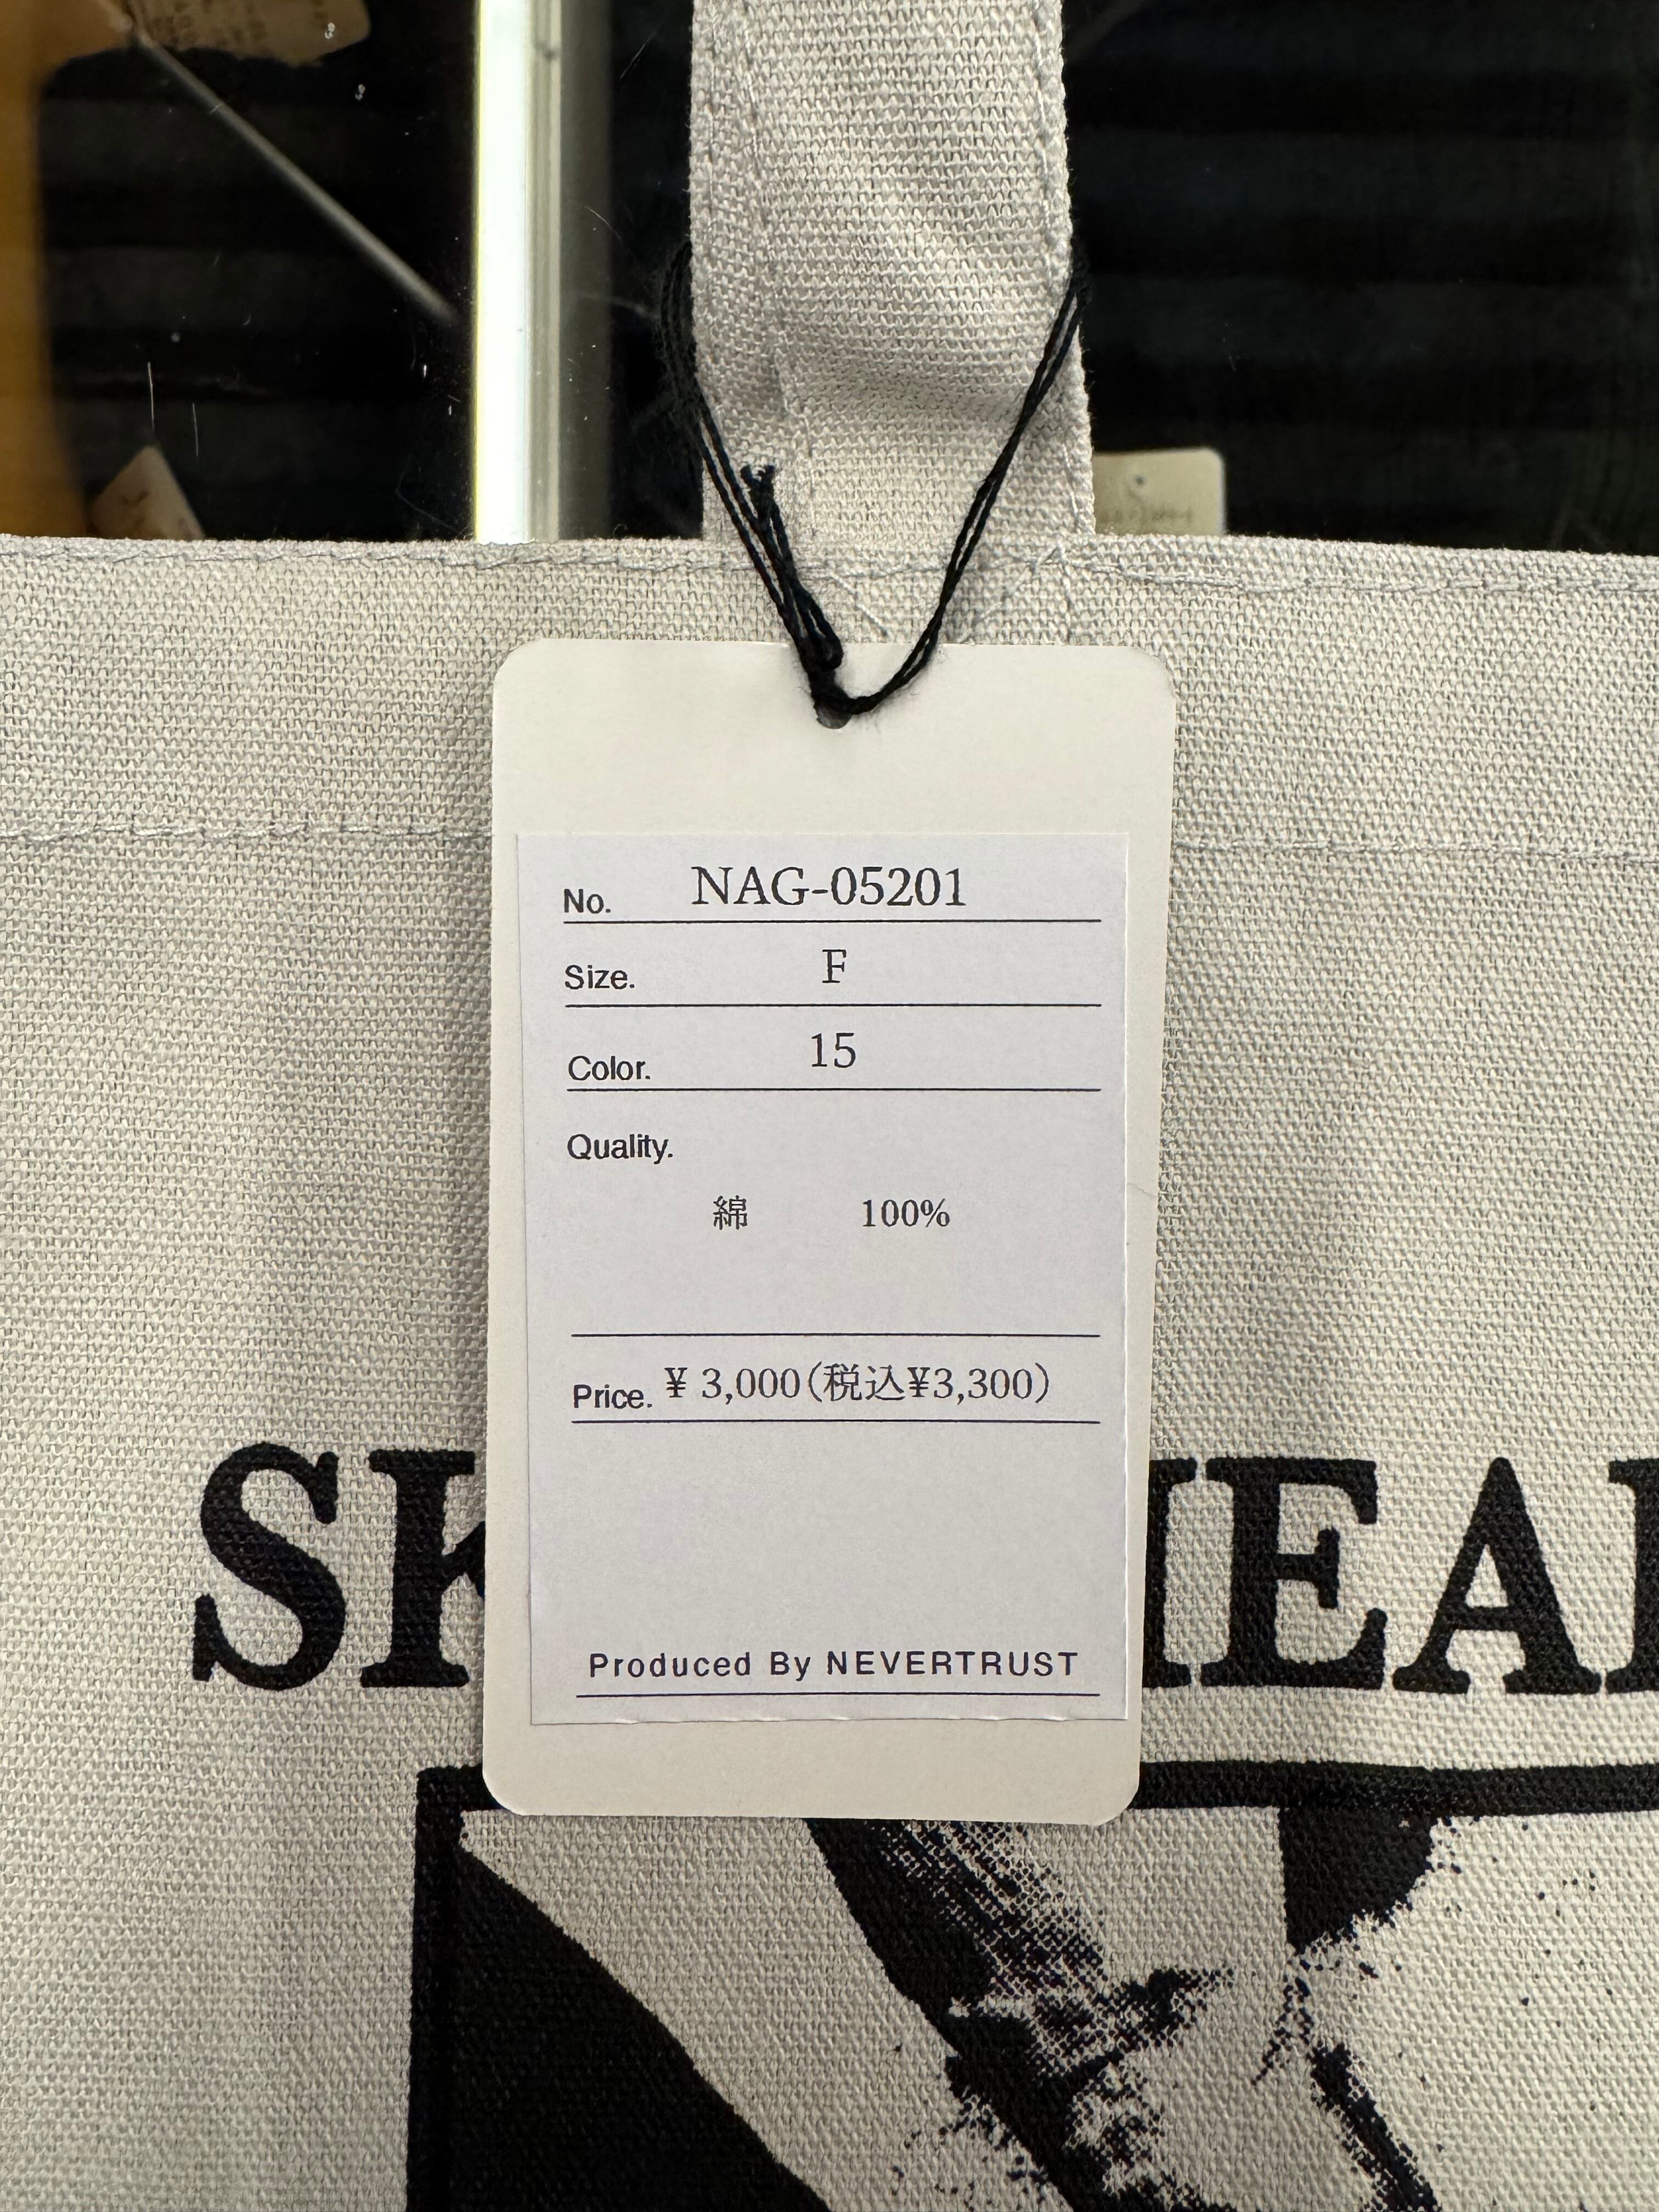 No. NAG-05201
Size. F
Color. 15
Quality.
綿 100%
Price. ¥ 3,000(税込¥3,300)
Produced By NEVERTRUST